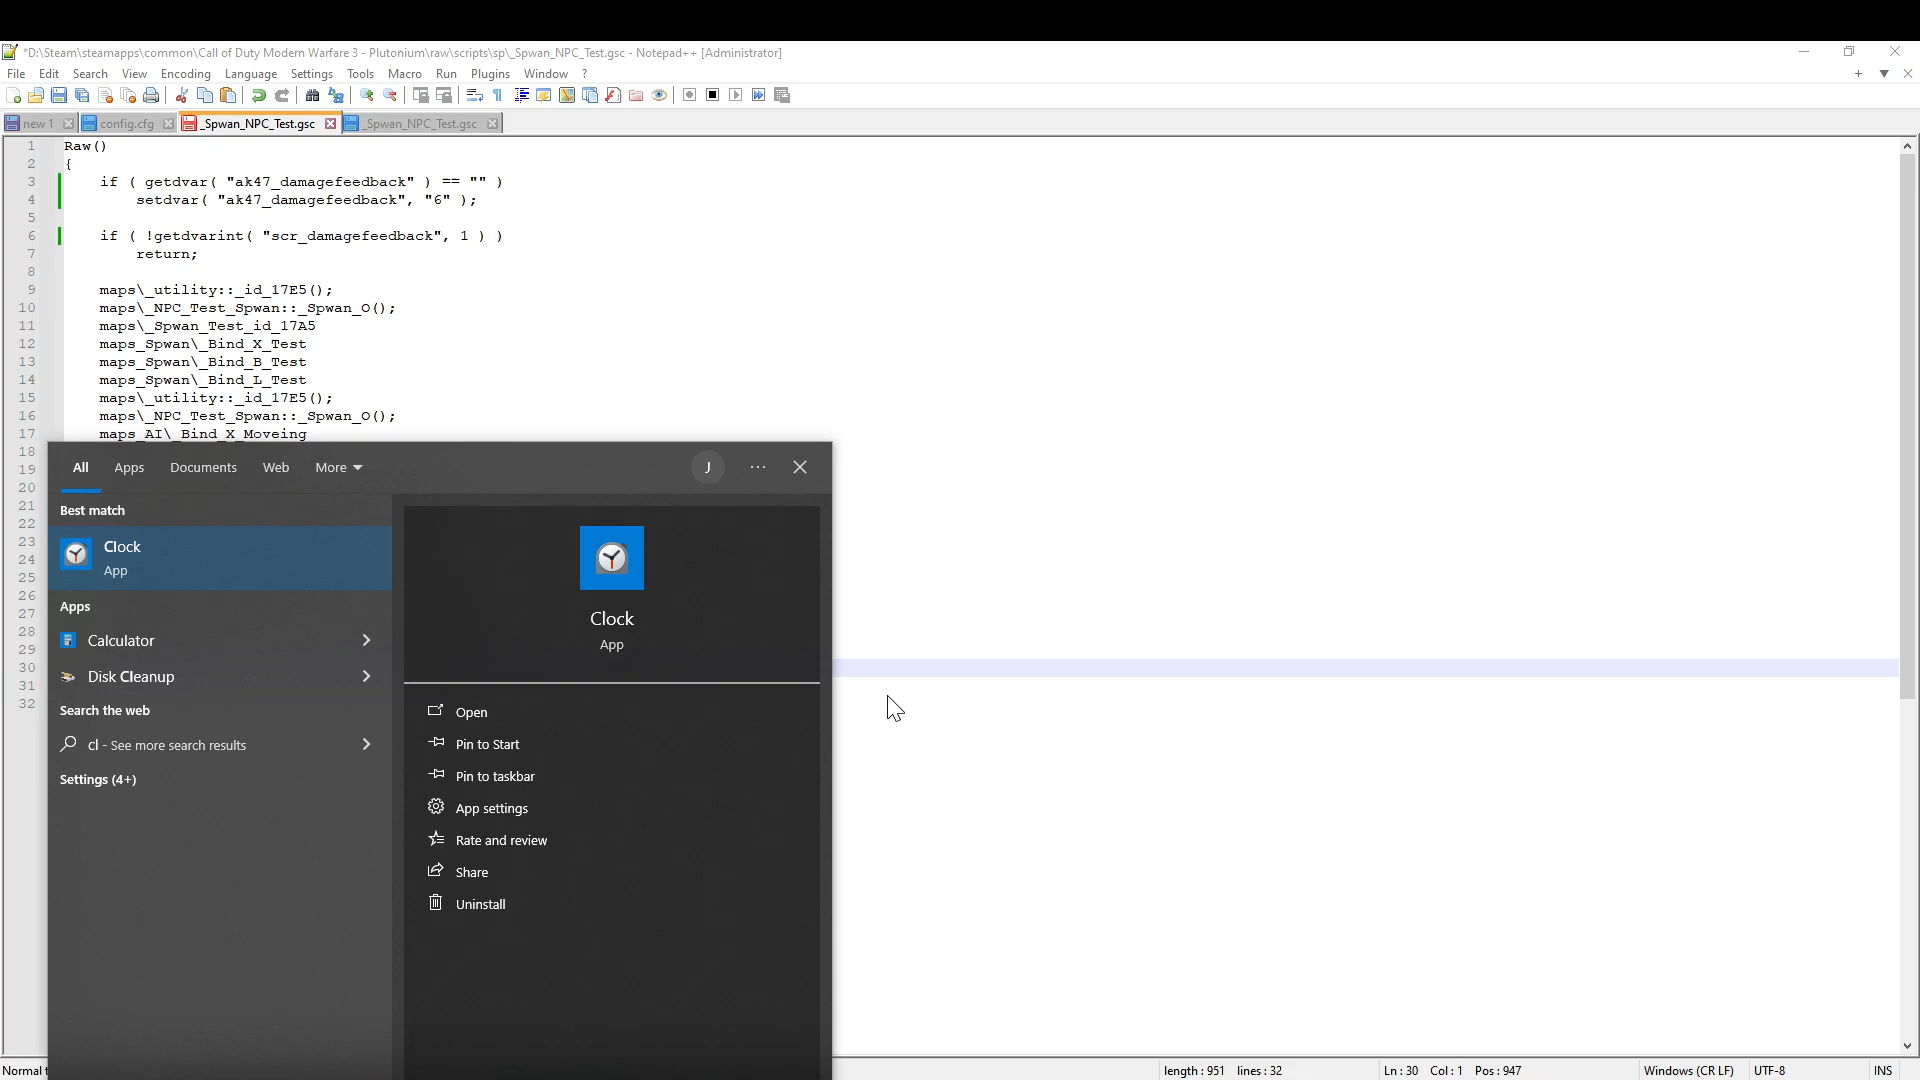 *D:\Steam\steamapps\common\Call of Duty Modern Warfare 3 - Plutonium\raw\scripts\sp\_Spwan_NPC_Test.gsc - Notepad++ [Administrator]
File Edit Search View Encoding Language Settings Tools Macro Run Plugins Window ?
new 1 config.cfg _Spwan_NPC_Test.gsc _Spwan_NPC_Test.gsc
1 Raw()
2 {
3 if ( getdvar( "ak47_damagefeedback" ) == "" )
4 setdvar( "ak47_damagefeedback", "6" );
5
6 if ( !getdvarint( "scr_damagefeedback", 1 ) )
7 return;
8
9 maps\_utility::_id_17E5();
10 maps\_NPC_Test_Spwan::_Spwan_O();
11 maps\_Spwan_Test_id_17A5
12 maps_Spwan\_Bind_X_Test
13 maps_Spwan\_Bind_B_Test
14 maps_Spwan\_Bind_L_Test
15 maps\_utility::_id_17E5();
16 maps\_NPC_Test_Spwan::_Spwan_O();
17 maps_AI\_Bind_X_Moveing
18
19
20
21
22
23
24
25
26
27
28
29
30
31
32
All Apps Documents Web More J
Best match
Clock
App
Apps
Calculator
Disk Cleanup
Search the web
cl - See more search results
Settings (4+)
Clock
App
Open
Pin to Start
Pin to taskbar
App settings
Rate and review
Share
Uninstall
Normal t length : 951 lines : 32 Ln : 30 Col : 1 Pos : 947 Windows (CR LF) UTF-8 INS